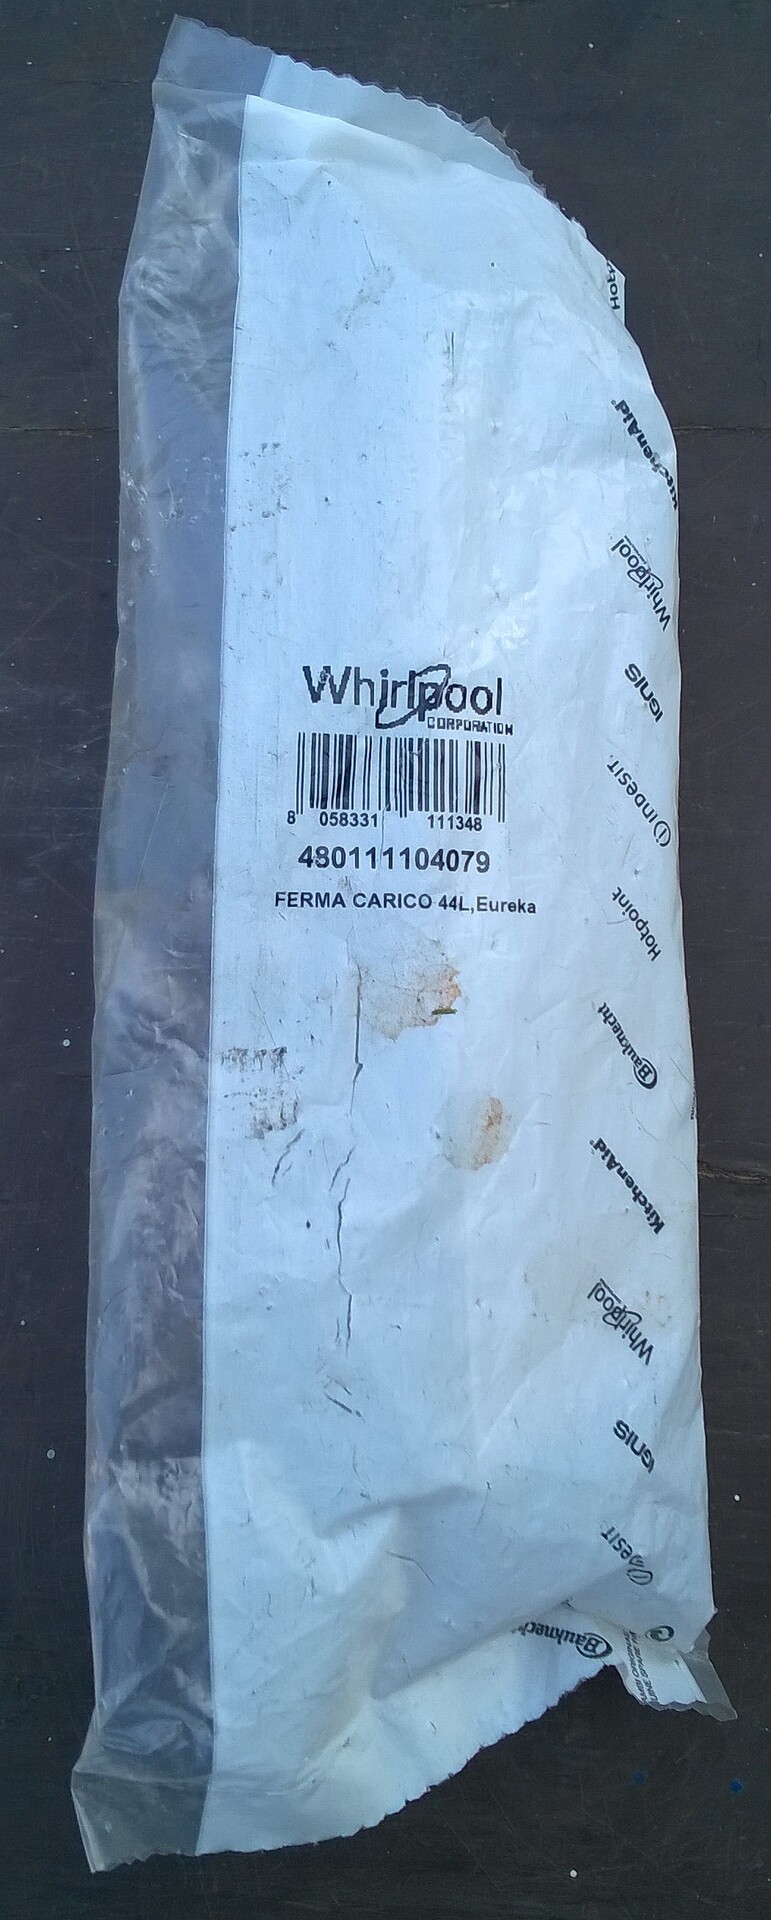 Whirlpool
CORPORATION
8 058331 111348
480111104079
FERMA CARICO 44L,Eureka
KitchenAid
Whirlpool
IGNIS
INDESIT
Hotpoint
Bauknecht
KitchenAid
Whirlpool
IGNIS
Bauknecht